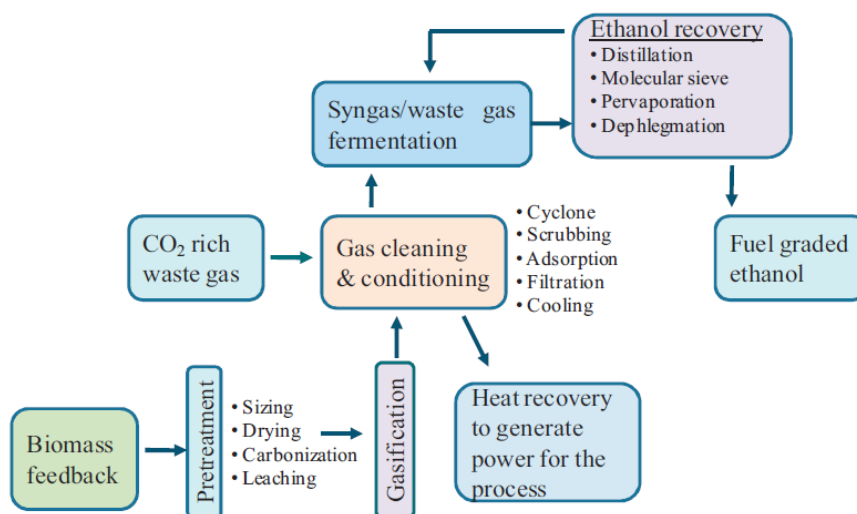 Ethanol recovery
• Distillation
• Molecular sieve
• Pervaporation
• Dephlegmation
Syngas/waste gas
fermentation
CO₂ rich
waste gas
Gas cleaning
& conditioning
• Cyclone
• Scrubbing
• Adsorption
• Filtration
• Cooling
Fuel graded
ethanol
Biomass
feedback
Pretreatment
• Sizing
• Drying
• Carbonization
• Leaching
Gasification
Heat recovery
to generate
power for the
process